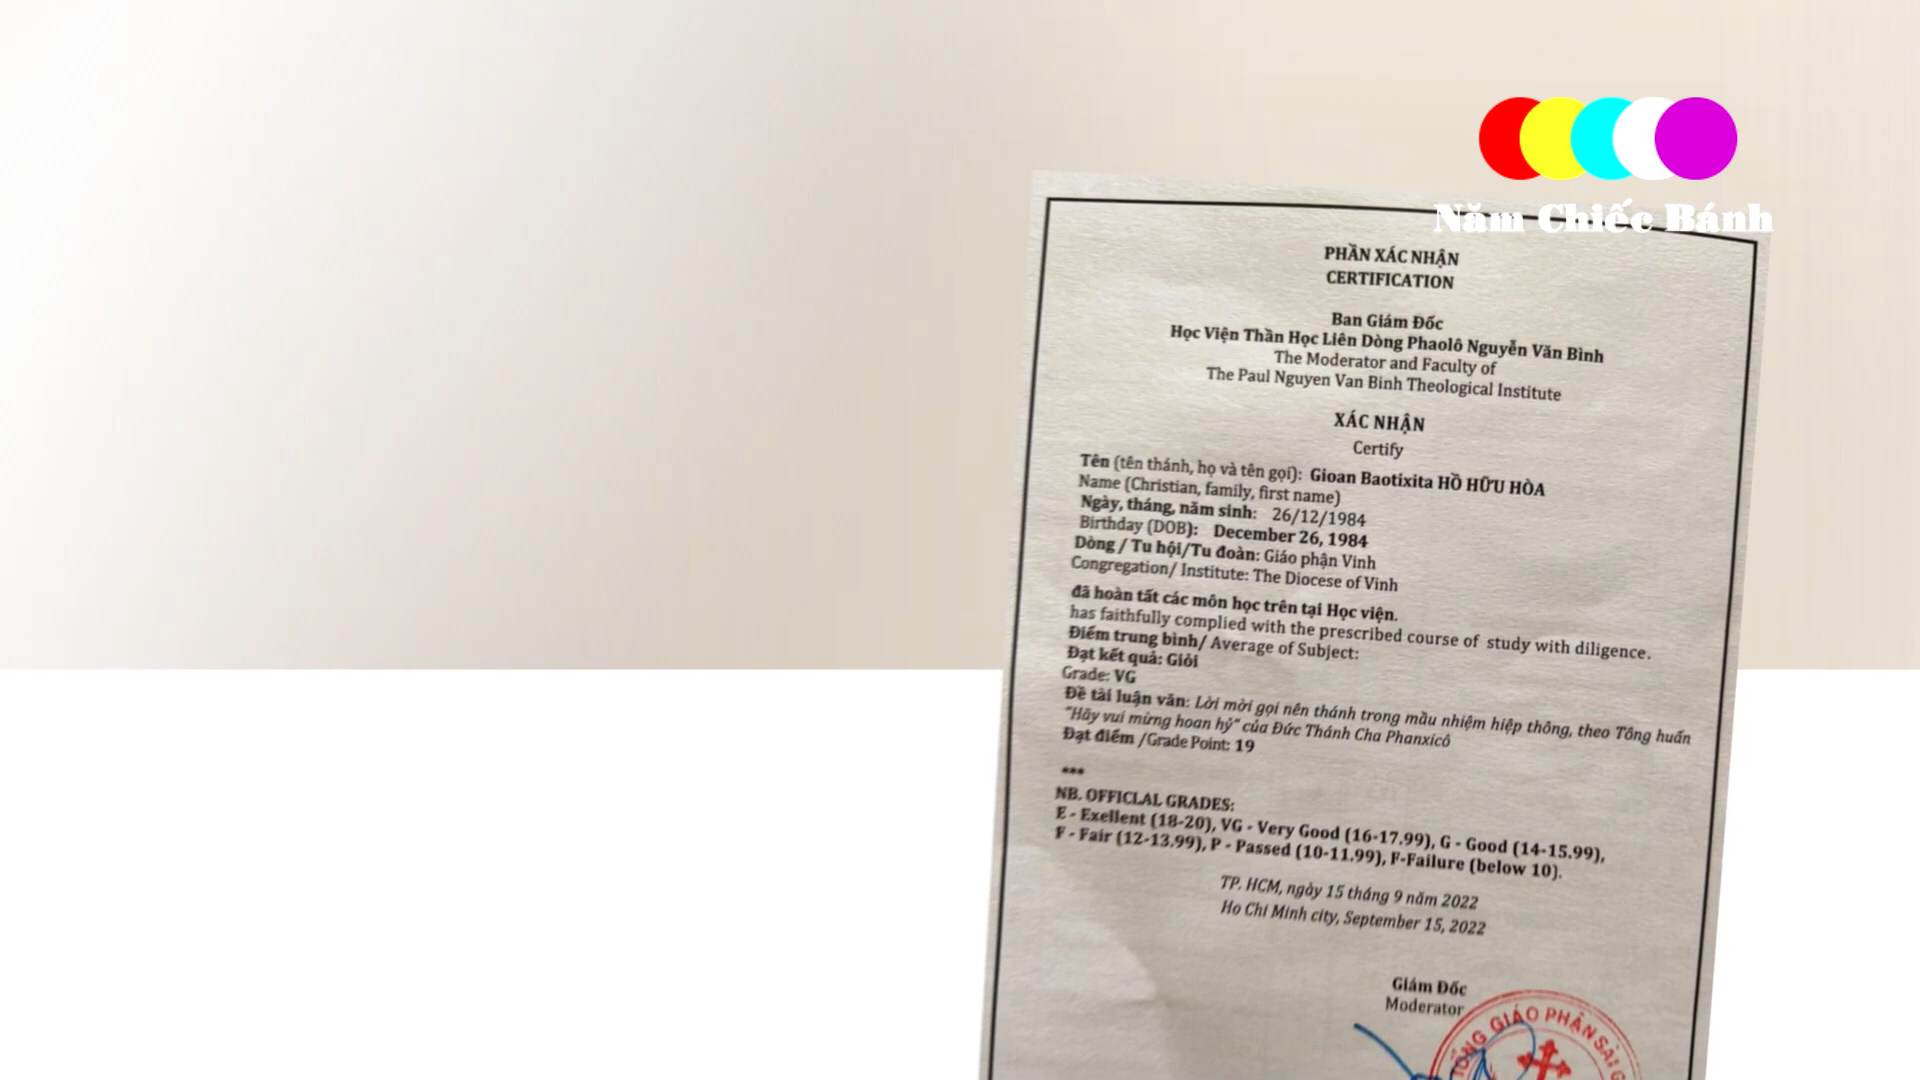 Năm Chiếc Bánh
PHẦN XÁC NHẬN
CERTIFICATION
Ban Giám Đốc
Học Viện Thần Học Liên Dòng Phaolô Nguyễn Văn Bình
The Moderator and Faculty of
The Paul Nguyen Van Binh Theological Institute
XÁC NHẬN
Certify
Tên (tên thánh, họ và tên gọi): Gioan Baotixita HỒ HỮU HÒA
Name (Christian, family, first name)
Ngày, tháng, năm sinh: 26/12/1984
Birthday (DOB): December 26, 1984
Dòng / Tu hội/Tu đoàn: Giáo phận Vinh
Congregation/ Institute: The Diocese of Vinh
đã hoàn tất các môn học trên tại Học viện.
has faithfully complied with the prescribed course of study with diligence.
Điểm trung bình/ Average of Subject:
Đạt kết quả: Giỏi
Grade: VG
Đề tài luận văn: Lời mời gọi nên thánh trong mầu nhiệm hiệp thông, theo Tông huấn
"Hãy vui mừng hoan hỷ" của Đức Thánh Cha Phanxicô
Đạt điểm /Grade Point: 19
***
NB. OFFICLAL GRADES:
E - Exellent (18-20), VG - Very Good (16-17.99), G - Good (14-15.99),
F - Fair (12-13.99), P - Passed (10-11.99), F-Failure (below 10).
TP. HCM, ngày 15 tháng 9 năm 2022
Ho Chi Minh city, September 15, 2022
Giám Đốc
Moderator
TỔNG GIÁO PHẬN SÀI G